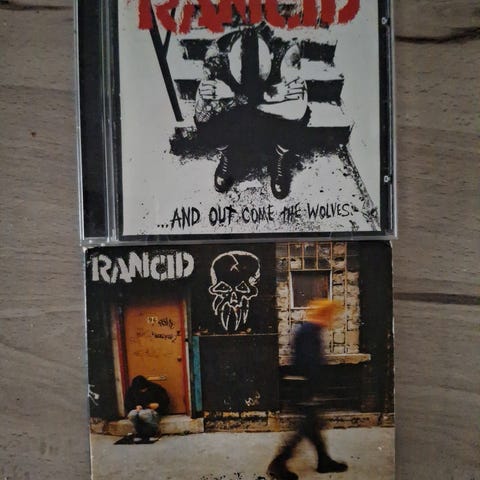 RANCID
...AND OUT COME THE WOLVES.
RANCID